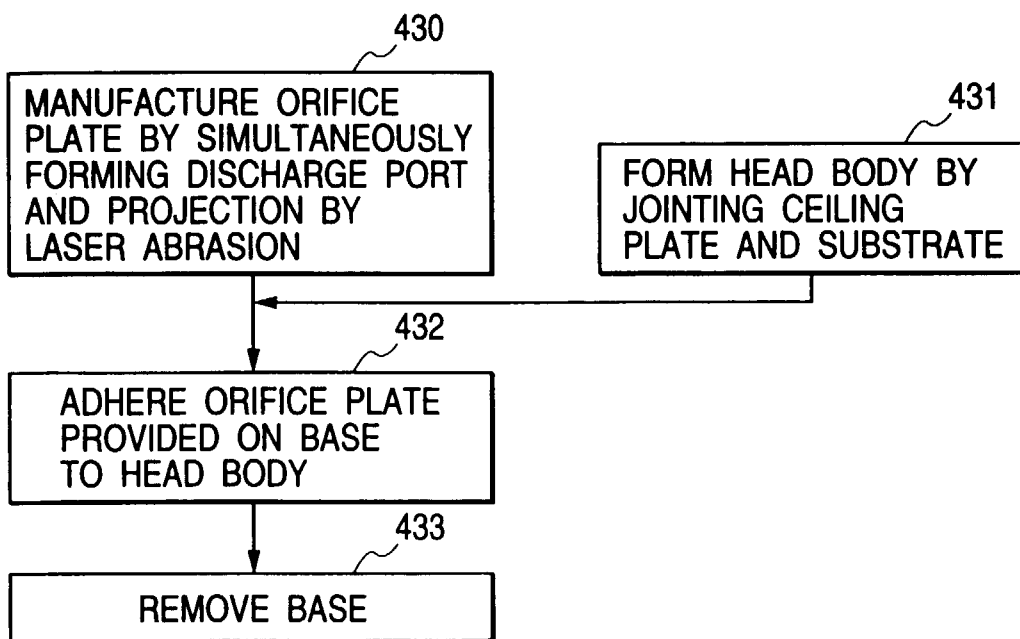 430
MANUFACTURE ORIFICE
PLATE BY SIMULTANEOUSLY
FORMING DISCHARGE PORT
AND PROJECTION BY
LASER ABRASION
431
FORM HEAD BODY BY
JOINTING CEILING
PLATE AND SUBSTRATE
432
ADHERE ORIFICE PLATE
PROVIDED ON BASE
TO HEAD BODY
433
REMOVE BASE